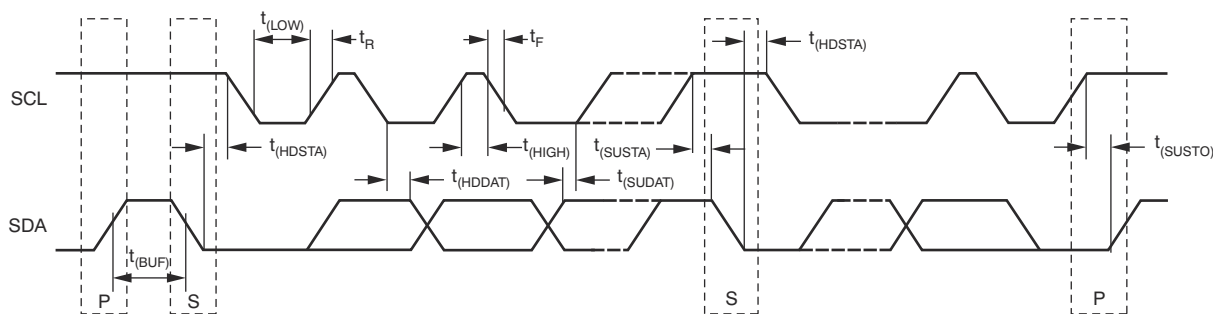 t(LOW)
tR
tF
t(HDSTA)
SCL
t(HDSTA)
t(HIGH)
t(SUSTA)
t(SUSTO)
t(HDDAT)
t(SUDAT)
SDA
t(BUF)
P
S
S
P